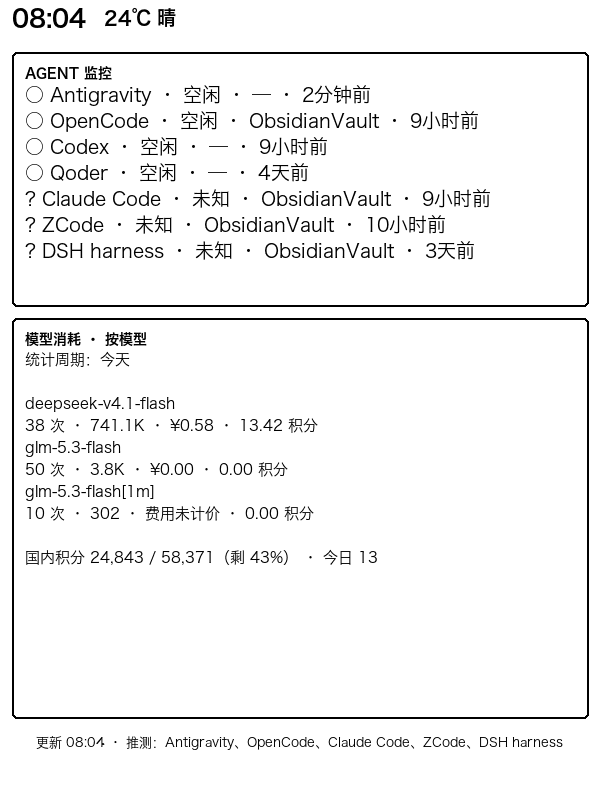 08:04 24℃ 晴
AGENT 监控
○ Antigravity · 空闲 · — · 2分钟前
○ OpenCode · 空闲 · ObsidianVault · 9小时前
○ Codex · 空闲 · — · 9小时前
○ Qoder · 空闲 · — · 4天前
? Claude Code · 未知 · ObsidianVault · 9小时前
? ZCode · 未知 · ObsidianVault · 10小时前
? DSH harness · 未知 · ObsidianVault · 3天前
模型消耗 · 按模型
统计周期：今天
deepseek-v4.1-flash
38 次 · 741.1K · ¥0.58 · 13.42 积分
glm-5.3-flash
50 次 · 3.8K · ¥0.00 · 0.00 积分
glm-5.3-flash[1m]
10 次 · 302 · 费用未计价 · 0.00 积分
国内积分 24,843 / 58,371（剩 43%） · 今日 13
更新 08:04 · 推测：Antigravity、OpenCode、Claude Code、ZCode、DSH harness